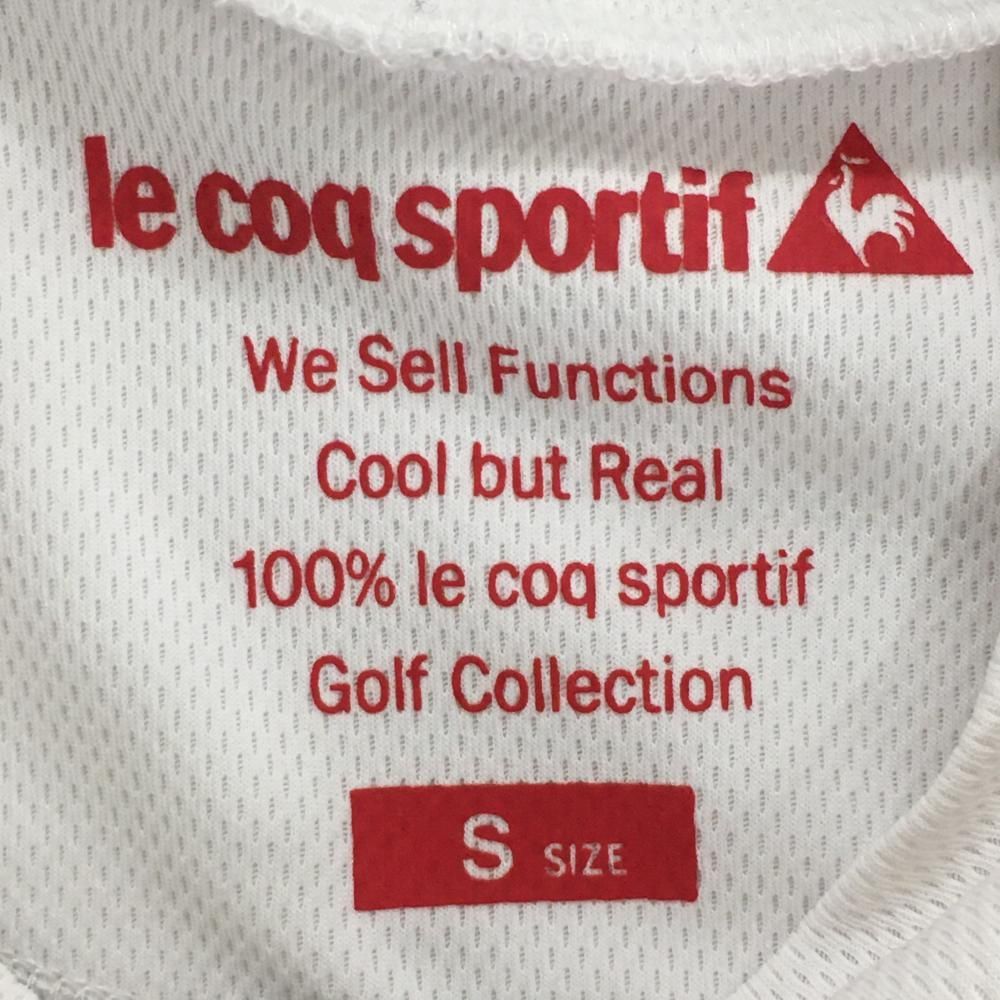 le coq sportif
We Sell Functions
Cool but Real
100% le coq sportif
Golf Collection
S SIZE